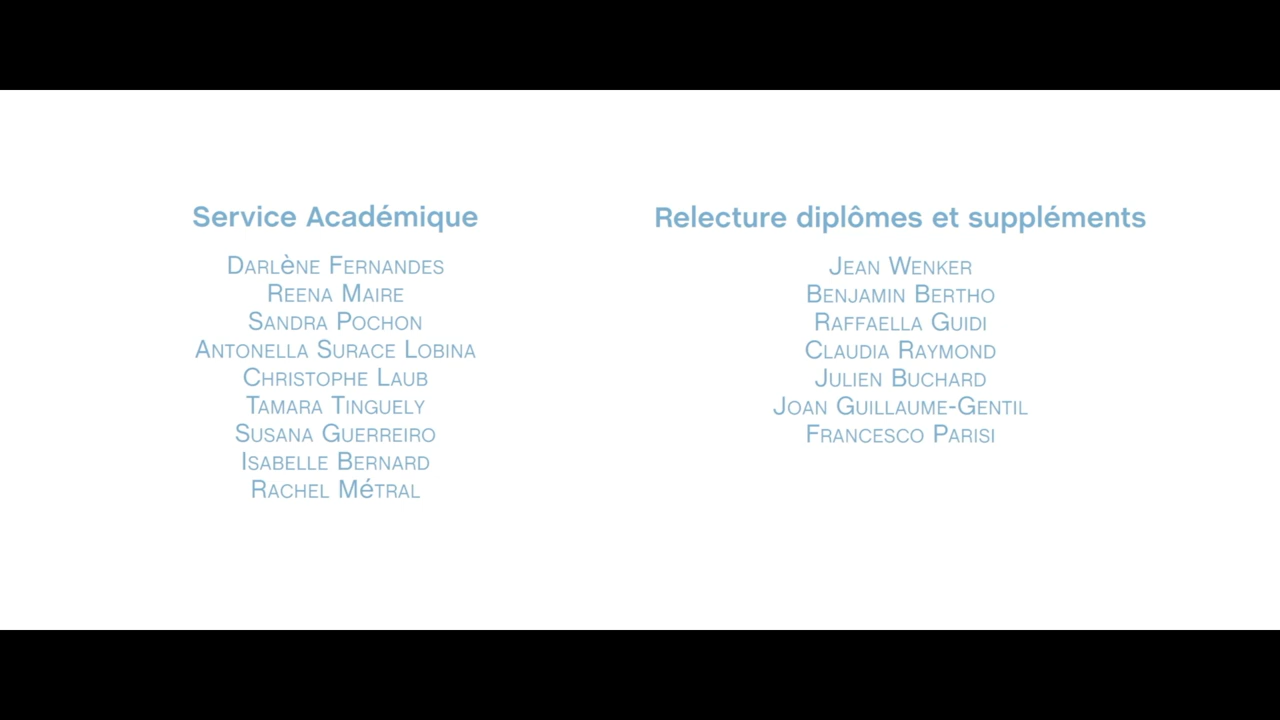 Service Académique
Darlène Fernandes
Reena Maire
Sandra Pochon
Antonella Surace Lobina
Christophe Laub
Tamara Tinguely
Susana Guerreiro
Isabelle Bernard
Rachel Métral
Relecture diplômes et suppléments
Jean Wenker
Benjamin Bertho
Raffaella Guidi
Claudia Raymond
Julien Buchard
Joan Guillaume-Gentil
Francesco Parisi